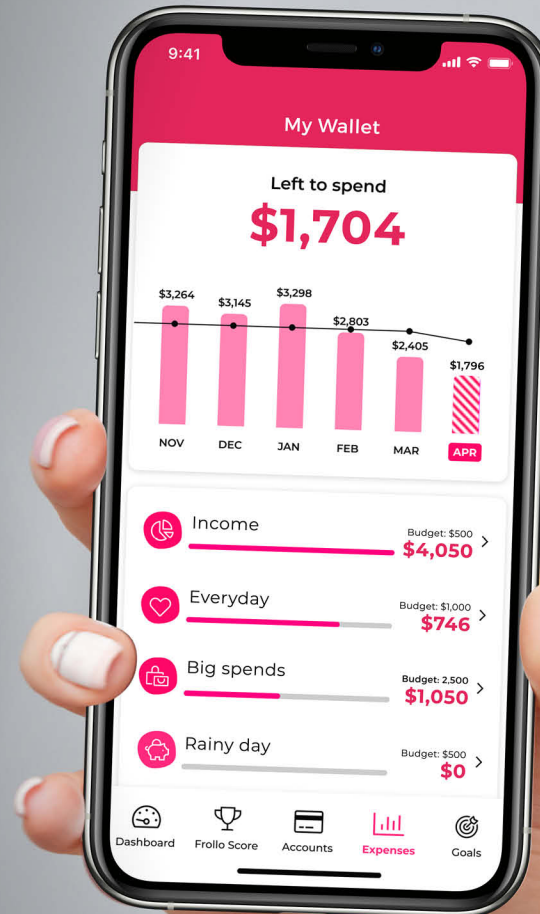 9:41
My Wallet
Left to spend
$1,704
$3,264 $3,145 $3,298 $2,803 $2,405 $1,796
NOV DEC JAN FEB MAR APR
Income
Budget: $500
$4,050
Everyday
Budget: $1,000
$746
Big spends
Budget: 2,500
$1,050
Rainy day
Budget: $500
$0
Dashboard Frollo Score Accounts Expenses Goals